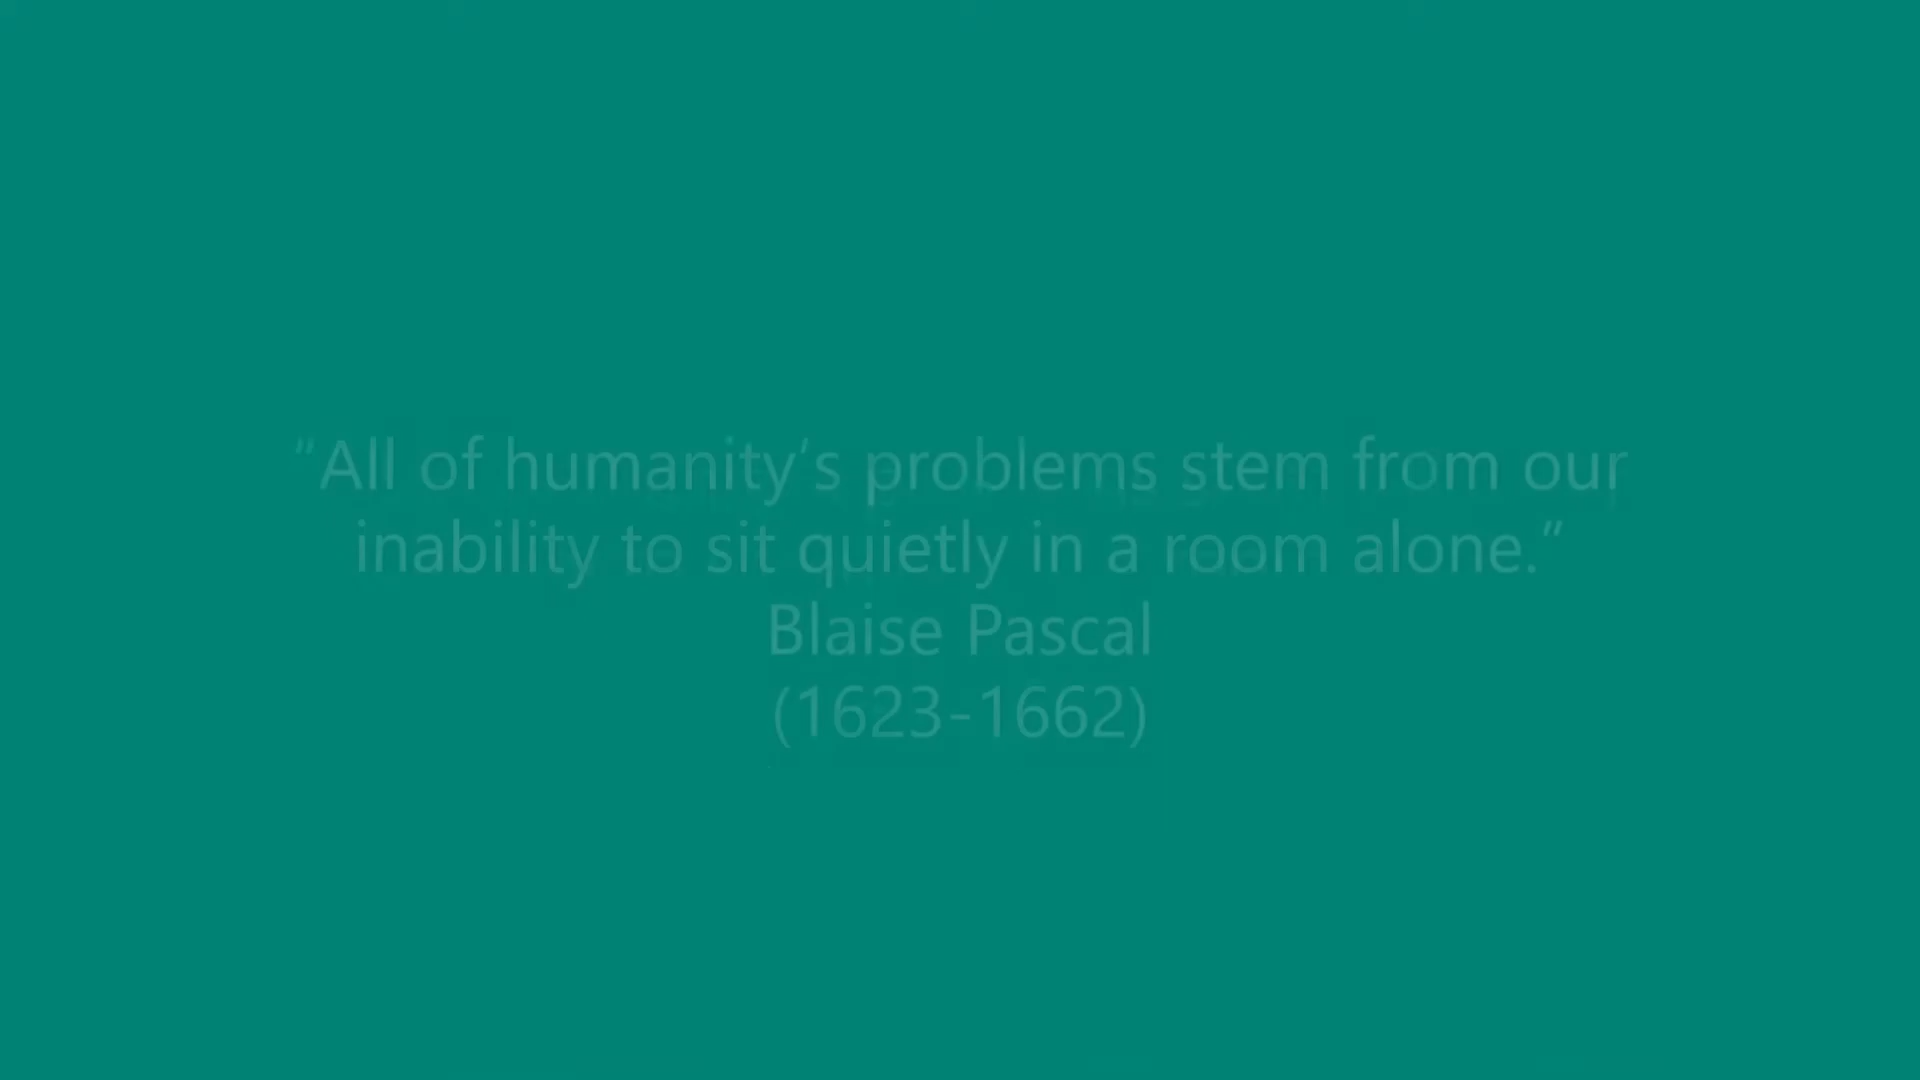 “All of humanity‘s problems stem from our
inability to sit quietly in a room alone.”
Blaise Pascal
(1623-1662)